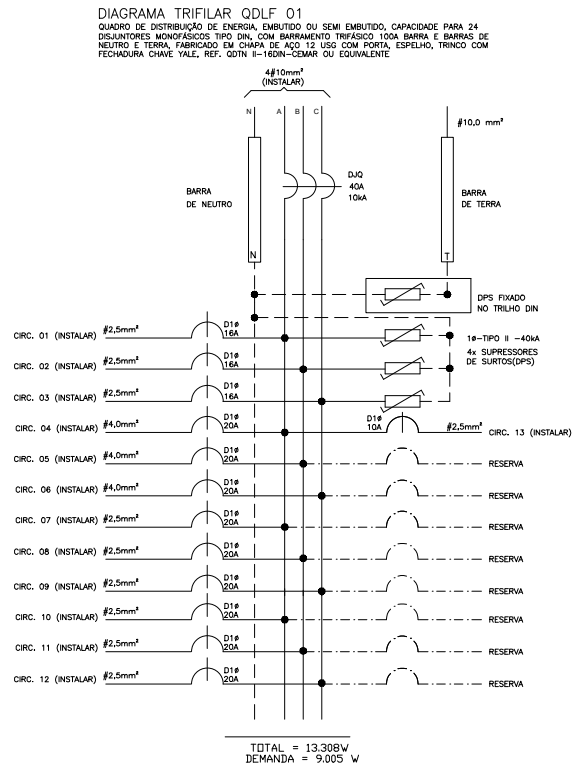 DIAGRAMA TRIFILAR QDLF 01
QUADRO DE DISTRIBUIÇÃO DE ENERGIA, EMBUTIDO OU SEMI EMBUTIDO, CAPACIDADE PARA 24
DISJUNTORES MONOFÁSICOS TIPO DIN, COM BARRAMENTO TRIFÁSICO 100A BARRA E BARRAS DE
NEUTRO E TERRA, FABRICADO EM CHAPA DE AÇO 12 USG COM PORTA, ESPELHO, TRINCO COM
FECHADURA CHAVE YALE, REF. QDTN II-16DIN-CEMAR OU EQUIVALENTE
4#10mm²
(INSTALAR)
N A B C
#10,0 mm²
DJQ
40A
10kA
BARRA
DE NEUTRO
BARRA
DE TERRA
N
T
DPS FIXADO
NO TRILHO DIN
1ø-TIPO II -40kA
4x SUPRESSORES
DE SURTOS(DPS)
CIRC. 01 (INSTALAR) #2,5mm² D1ø 16A
CIRC. 02 (INSTALAR) #2,5mm² D1ø 16A
CIRC. 03 (INSTALAR) #2,5mm² D1ø 16A
CIRC. 04 (INSTALAR) #4,0mm² D1ø 20A D1ø 10A #2,5mm² CIRC. 13 (INSTALAR)
CIRC. 05 (INSTALAR) #4,0mm² D1ø 20A RESERVA
CIRC. 06 (INSTALAR) #4,0mm² D1ø 20A RESERVA
CIRC. 07 (INSTALAR) #2,5mm² D1ø 20A RESERVA
CIRC. 08 (INSTALAR) #2,5mm² D1ø 20A RESERVA
CIRC. 09 (INSTALAR) #2,5mm² D1ø 20A RESERVA
CIRC. 10 (INSTALAR) #2,5mm² D1ø 20A RESERVA
CIRC. 11 (INSTALAR) #2,5mm² D1ø 20A RESERVA
CIRC. 12 (INSTALAR) #2,5mm² D1ø 20A RESERVA
TOTAL = 13.308W
DEMANDA = 9.005 W